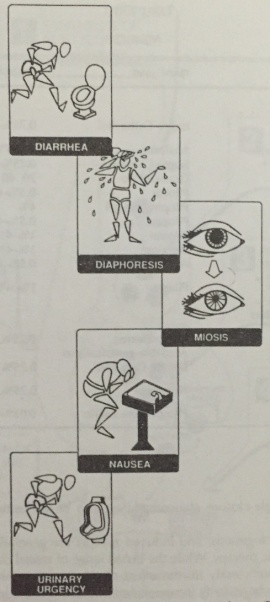 DIARRHEA
DIAPHORESIS
MIOSIS
NAUSEA
URINARY
URGENCY